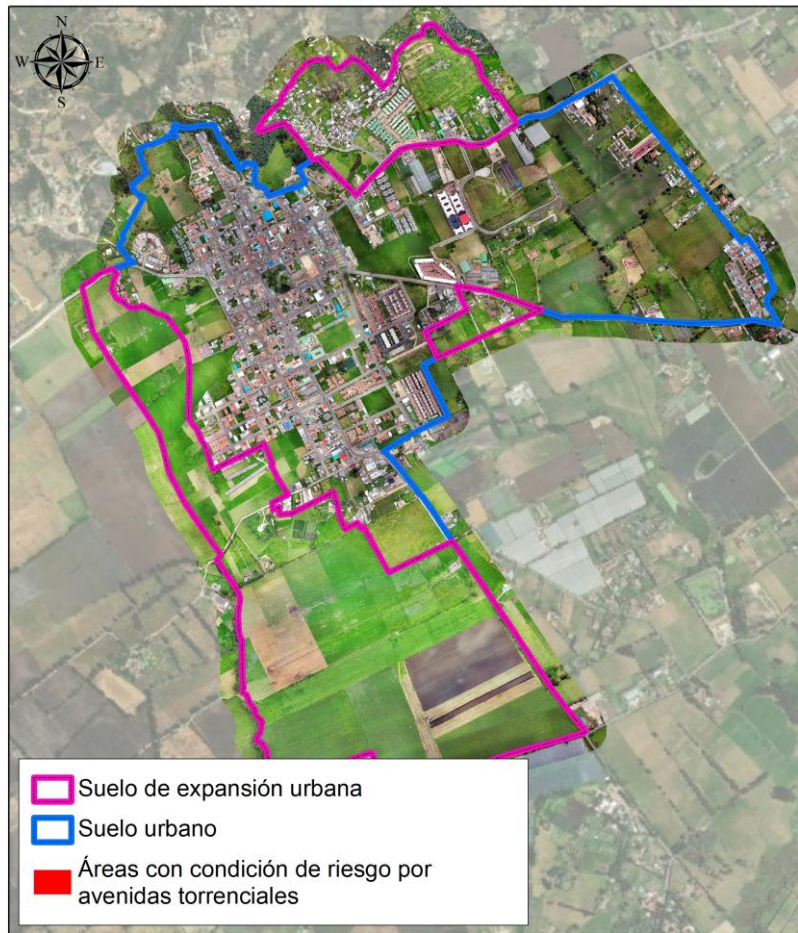 N
W E
S
Suelo de expansión urbana
Suelo urbano
Áreas con condición de riesgo por
avenidas torrenciales